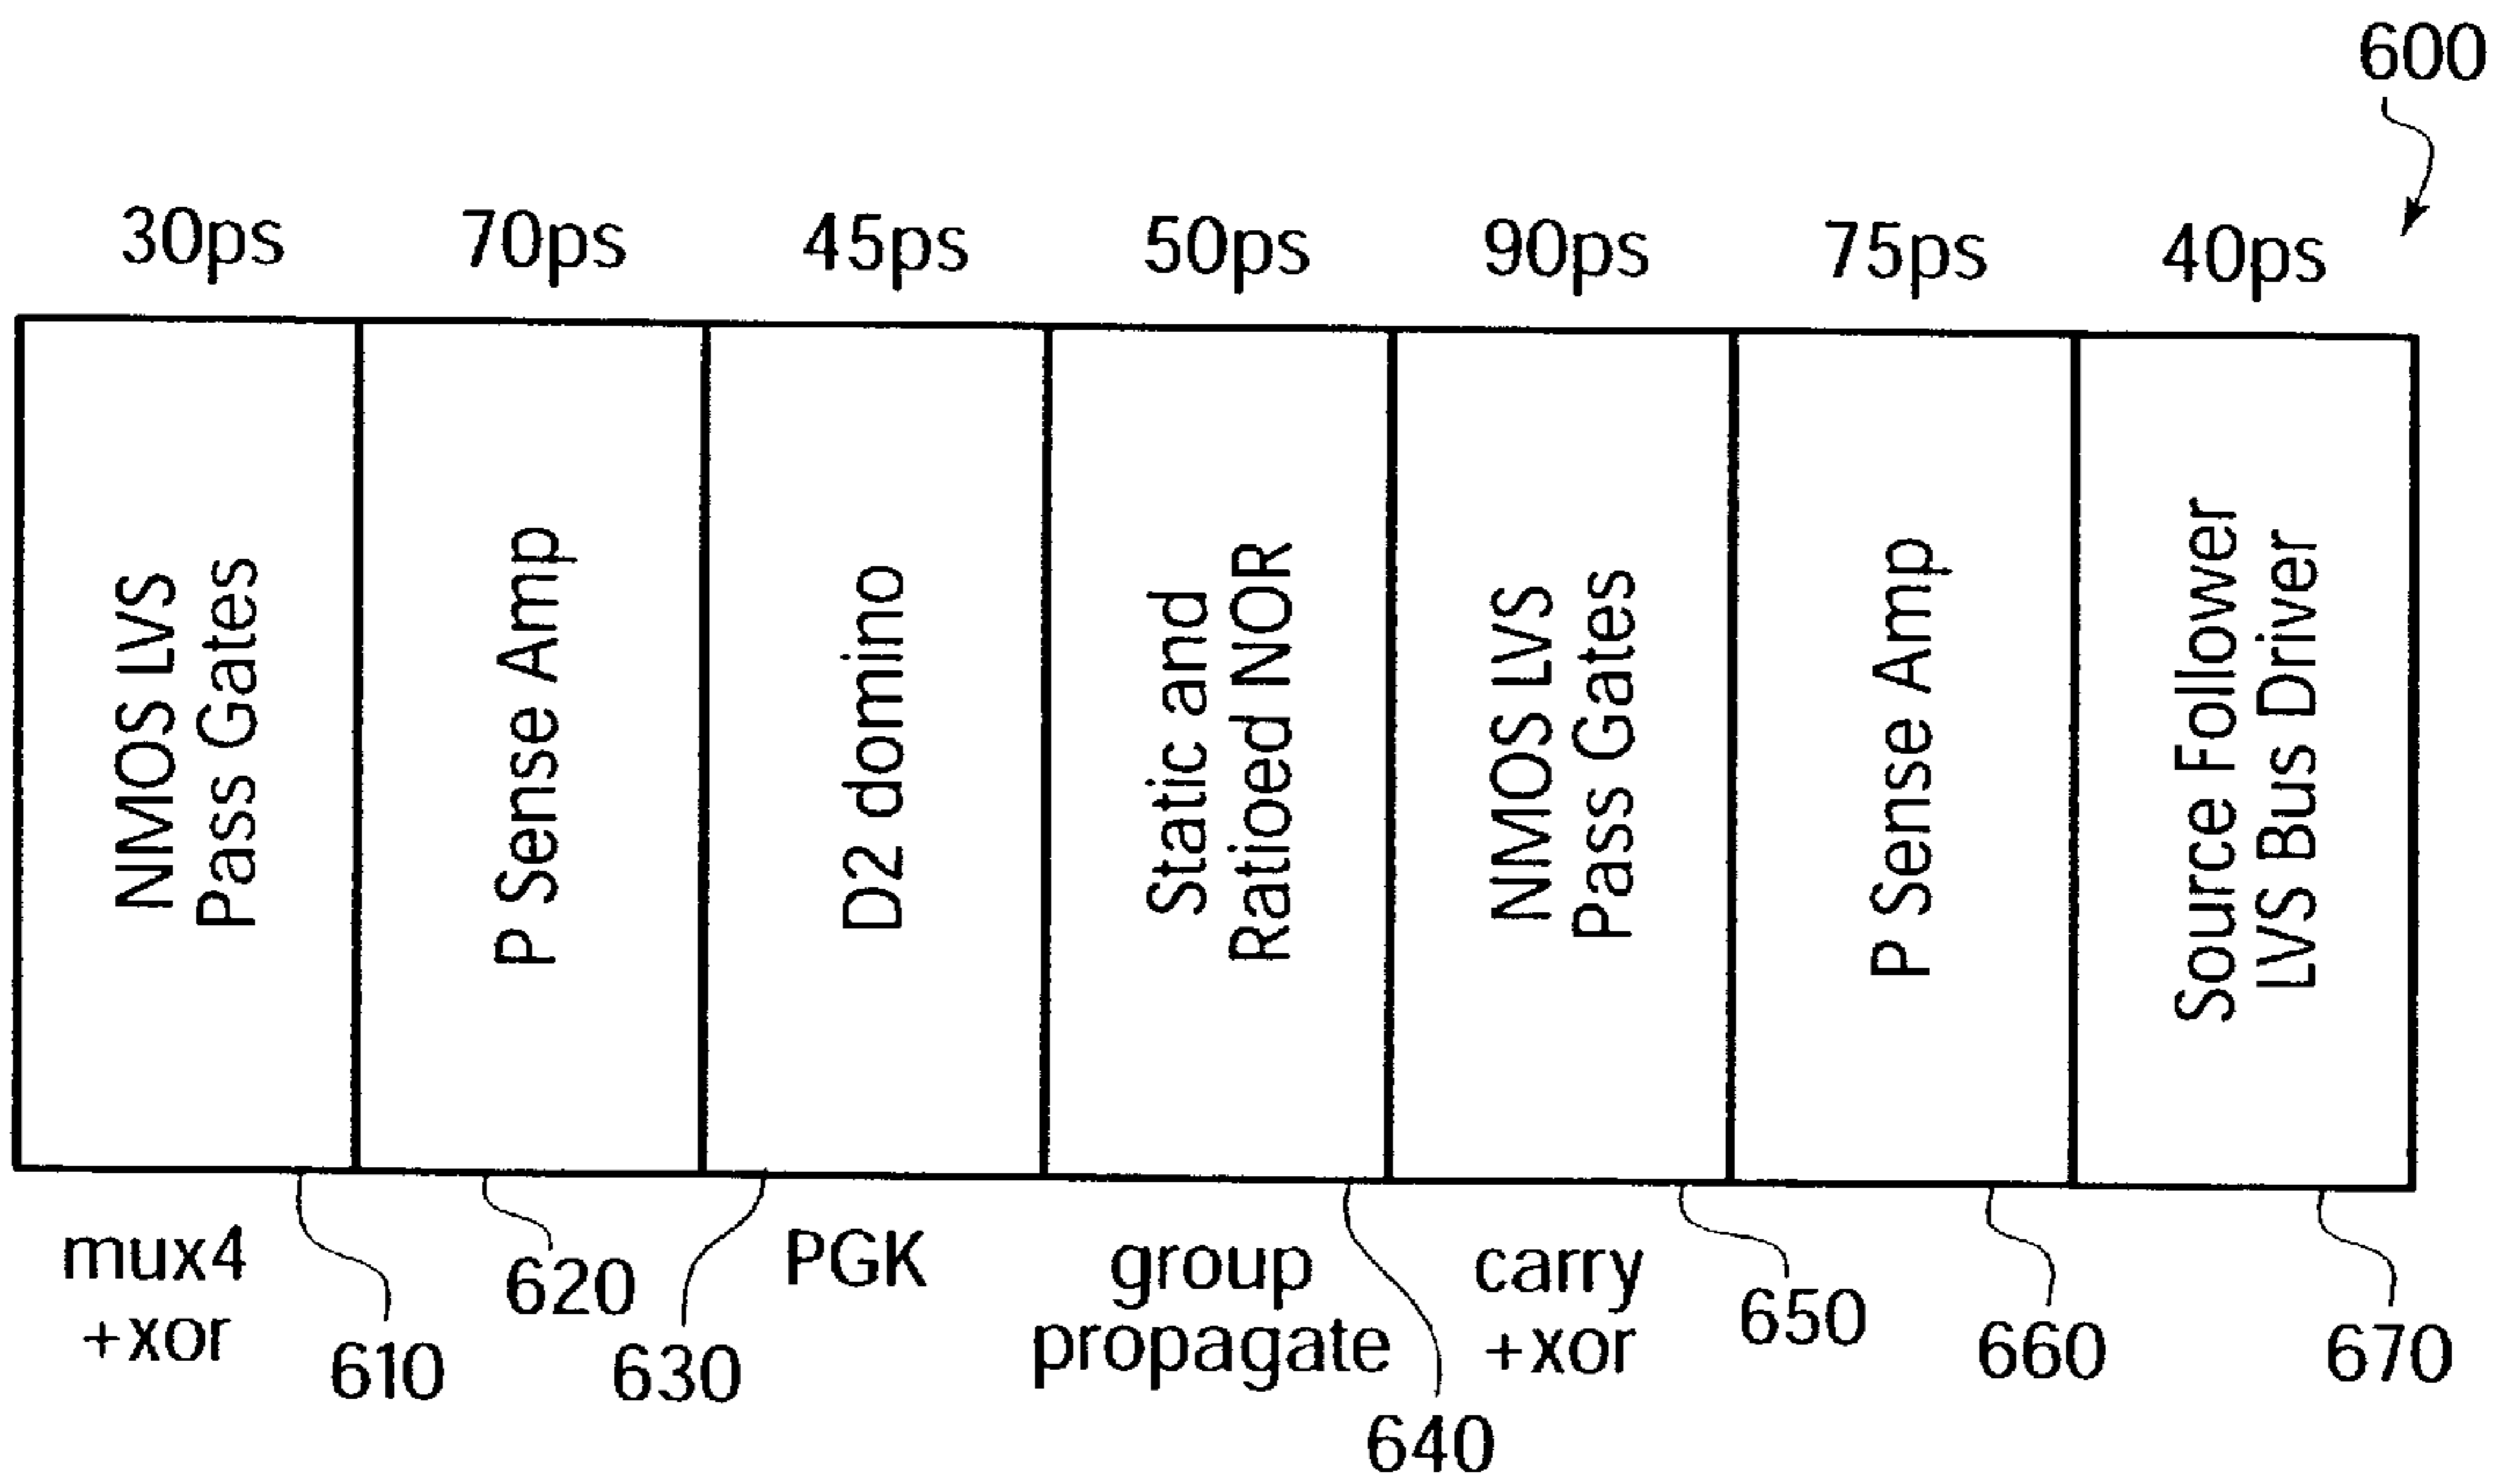 600
30ps 70ps 45ps 50ps 90ps 75ps 40ps
NMOS LVS
Pass Gates
P Sense Amp
D2 domino
Static and
Ratioed NOR
NMOS LVS
Pass Gates
P Sense Amp
Source Follower
LVS Bus Driver
mux4
+xor
610
620
630
PGK
group
propagate
640
carry
+xor
650
660
670